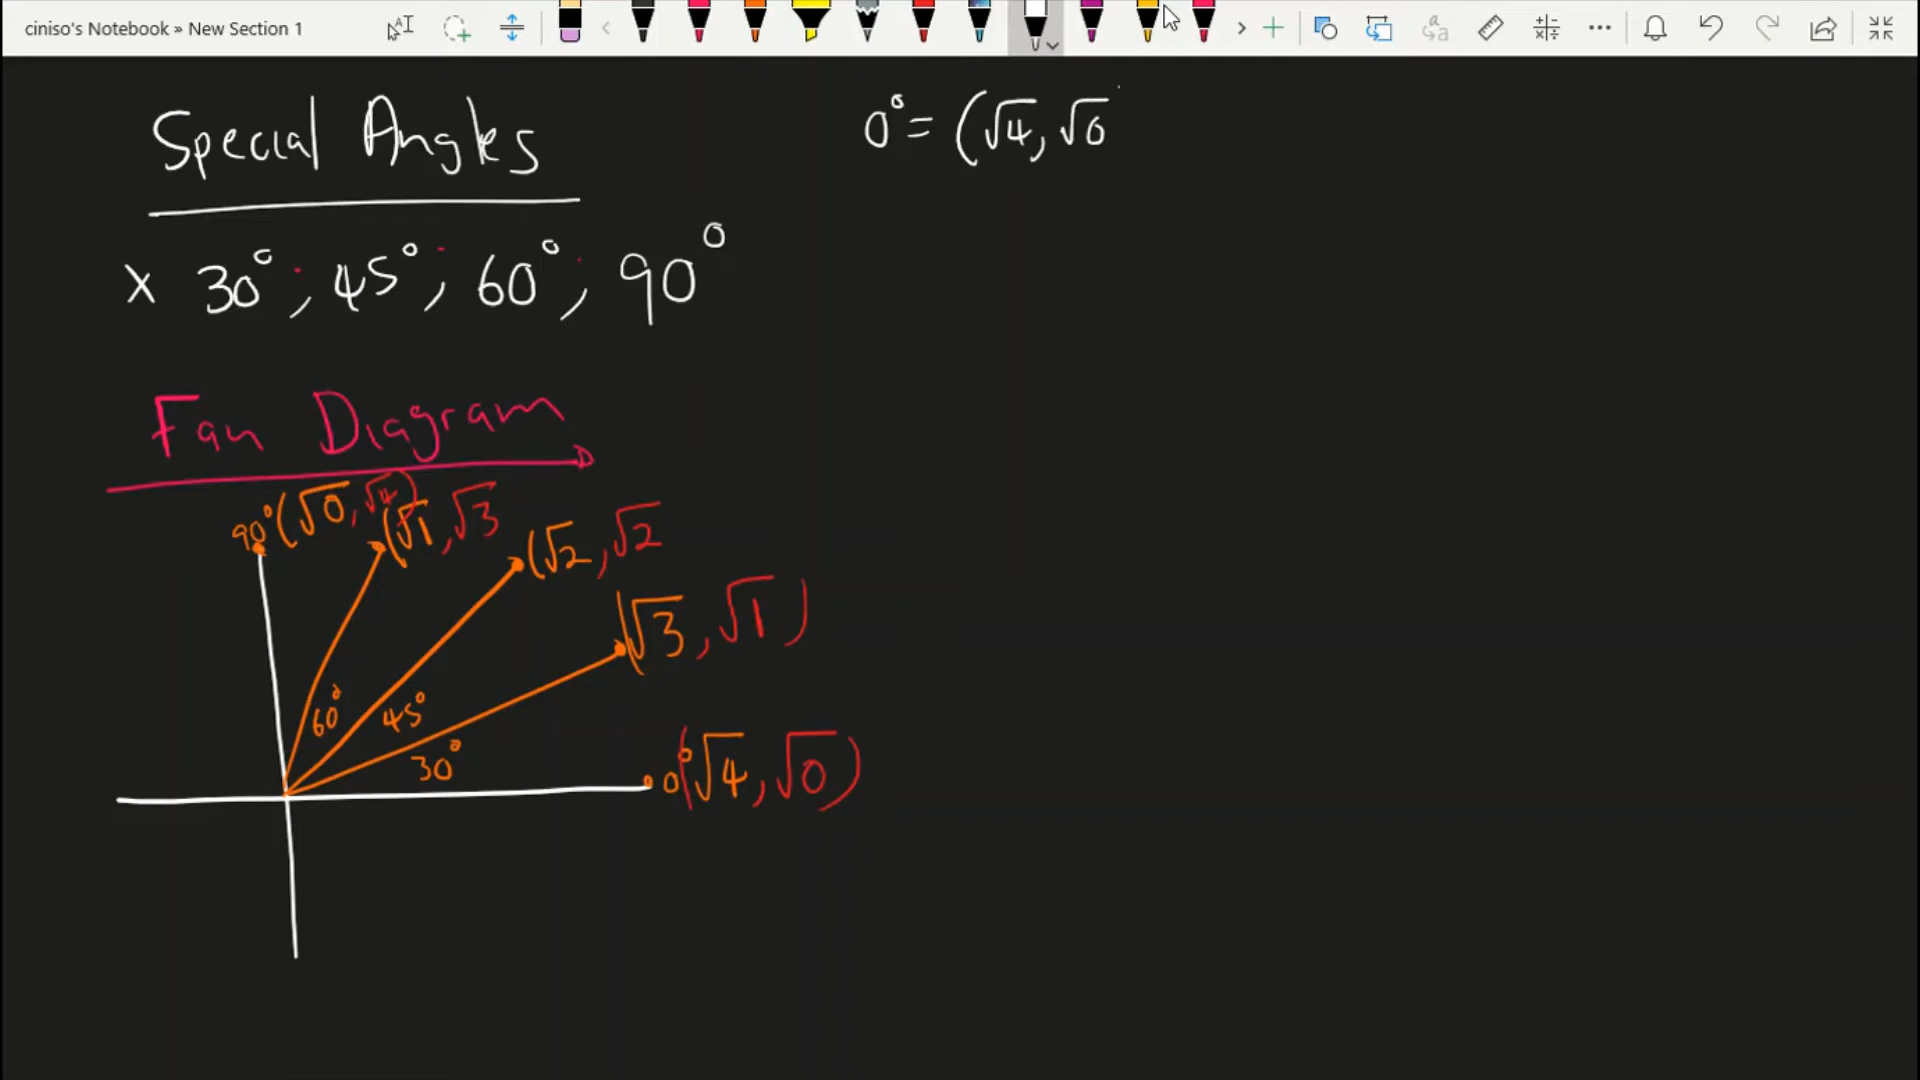 ciniso's Notebook » New Section 1
Special Angles
0° = (√4, √0
x 30°; 45°; 60°; 90°
Fan Diagram
90° (√0, √4)
(√1, √3
(√2, √2
(√3, √1)
60°
45°
30°
0° (√4, √0)